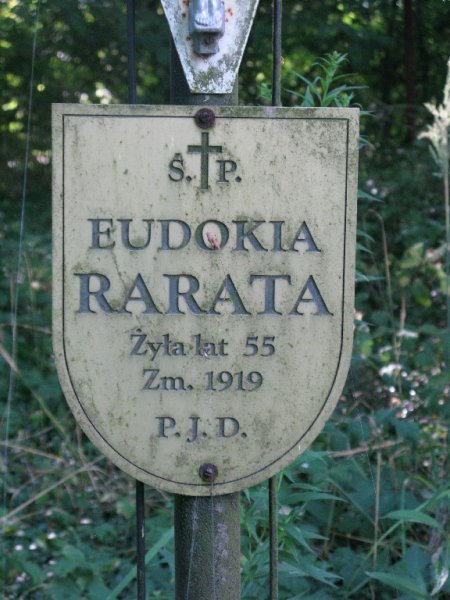 Ś. P.
EUDOKIA
RARATA
Żyła lat 55
Zm. 1919
P. J. D.